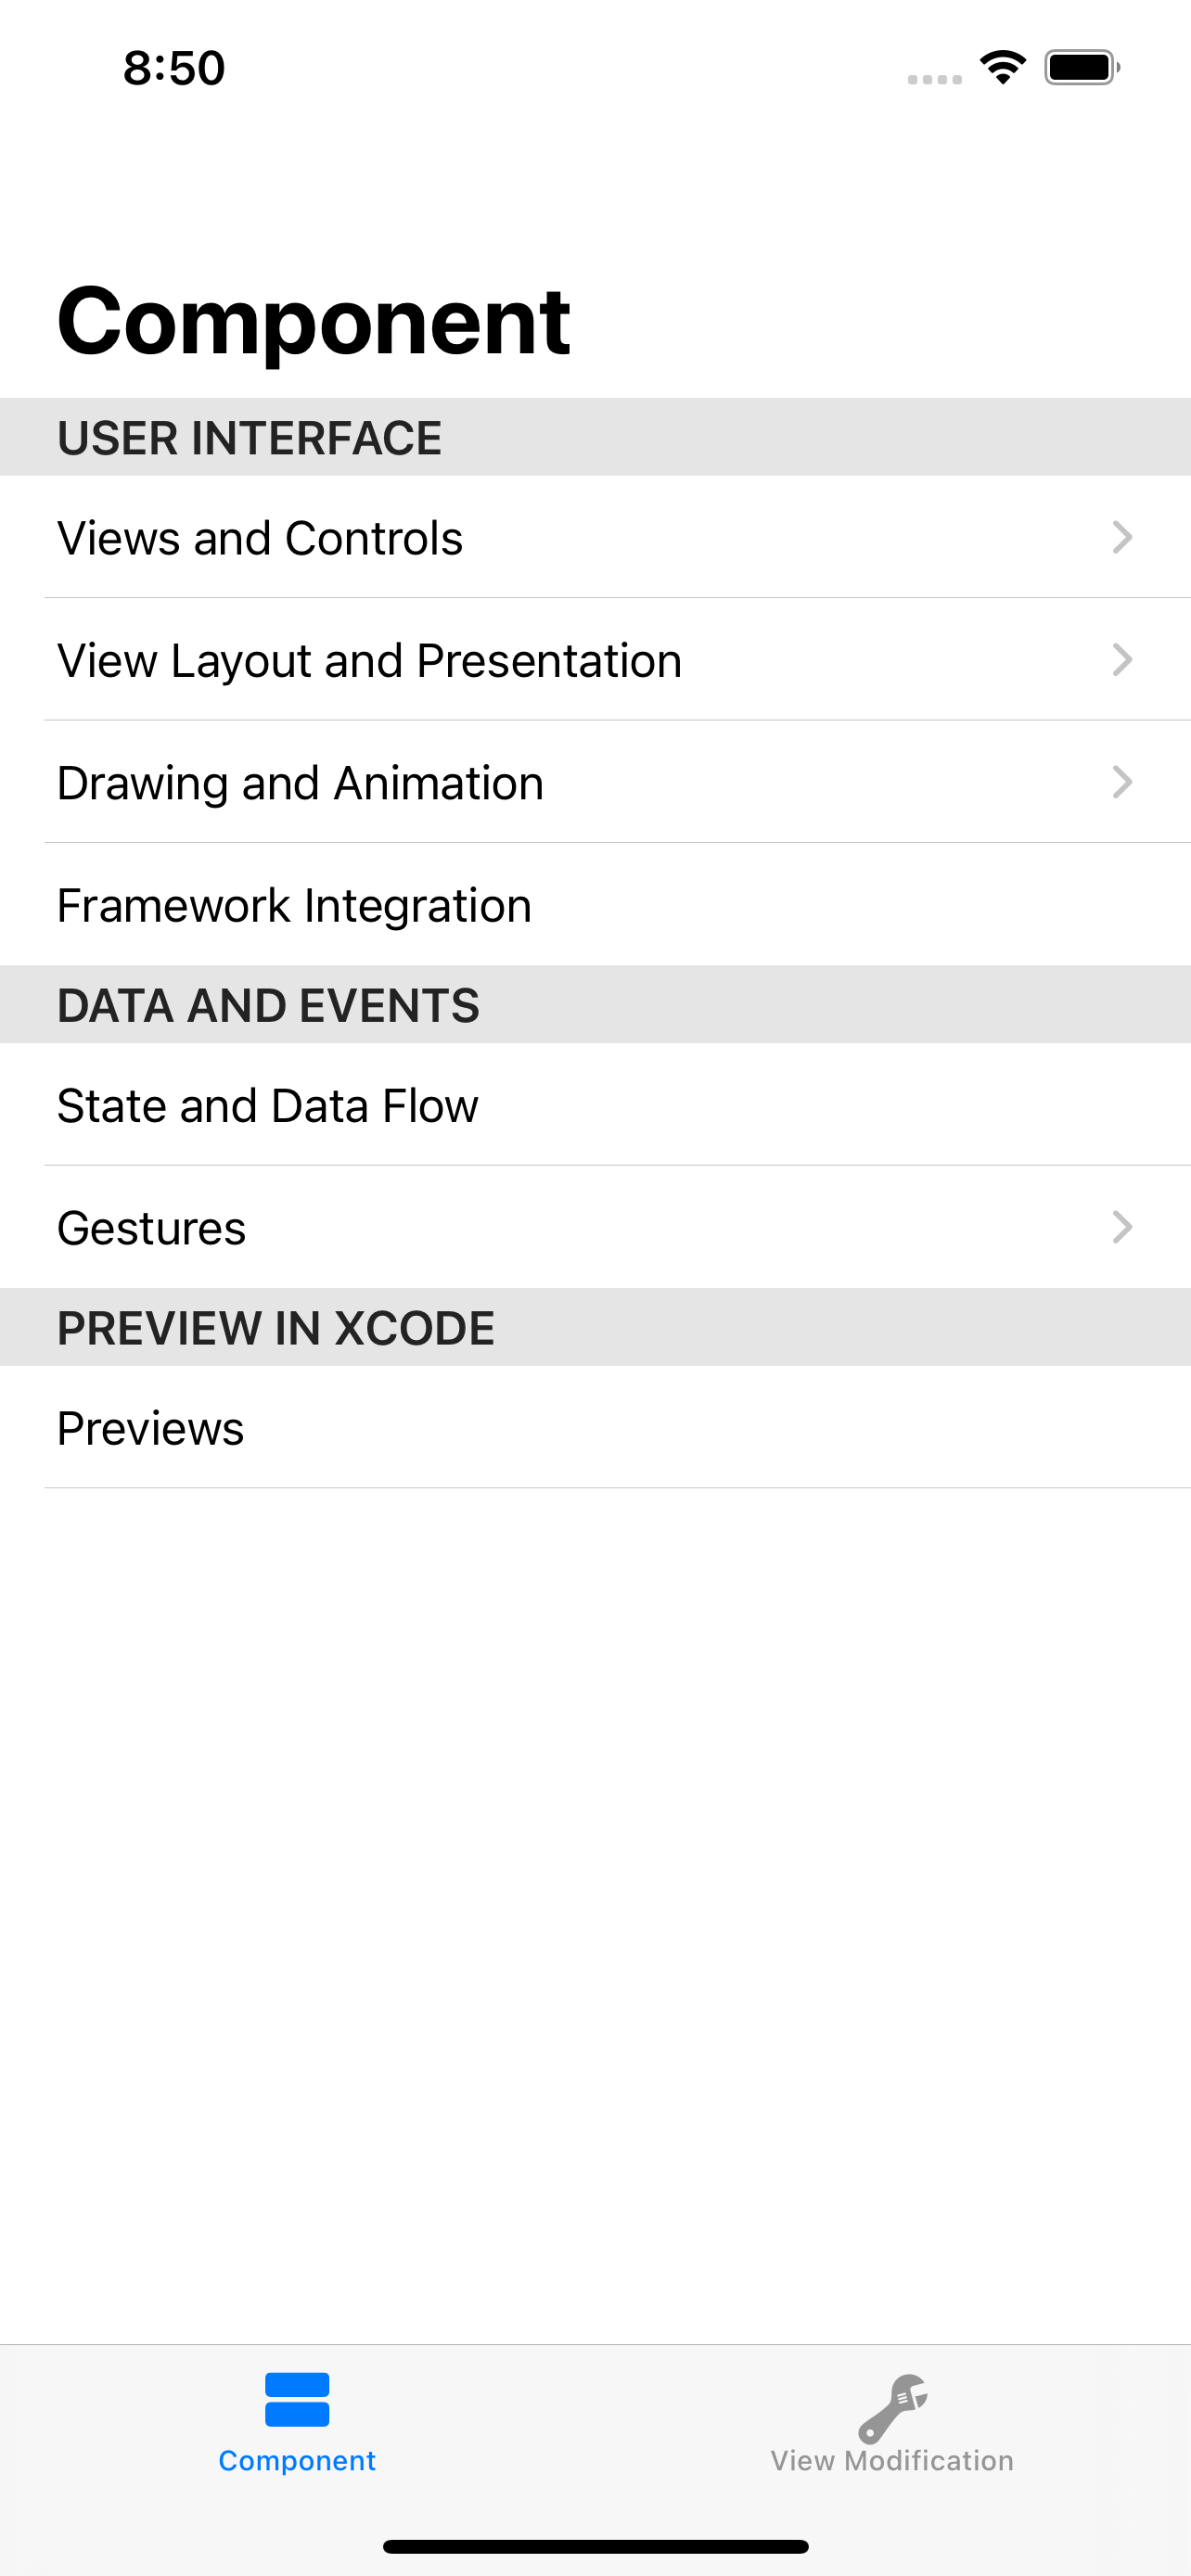 8:50
Component
USER INTERFACE
Views and Controls
View Layout and Presentation
Drawing and Animation
Framework Integration
DATA AND EVENTS
State and Data Flow
Gestures
PREVIEW IN XCODE
Previews
Component
View Modification